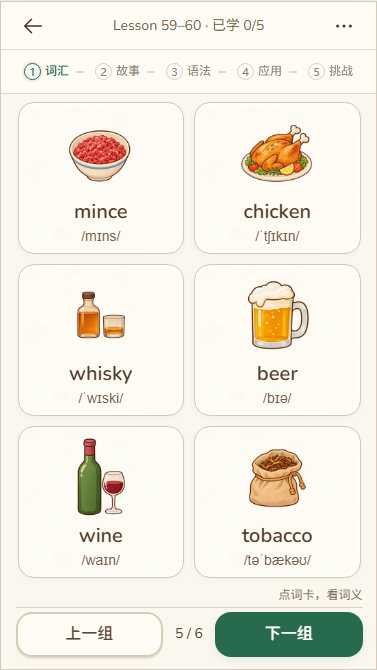 Lesson 59–60 · 已学 0/5
1 词汇 – 2 故事 – 3 语法 – 4 应用 – 5 挑战
mince chicken
/mɪns/ /ˈtʃɪkɪn/
whisky beer
/ˈwɪski/ /bɪə/
wine tobacco
/waɪn/ /təˈbækəʊ/
点词卡，看词义
上一组 5 / 6 下一组